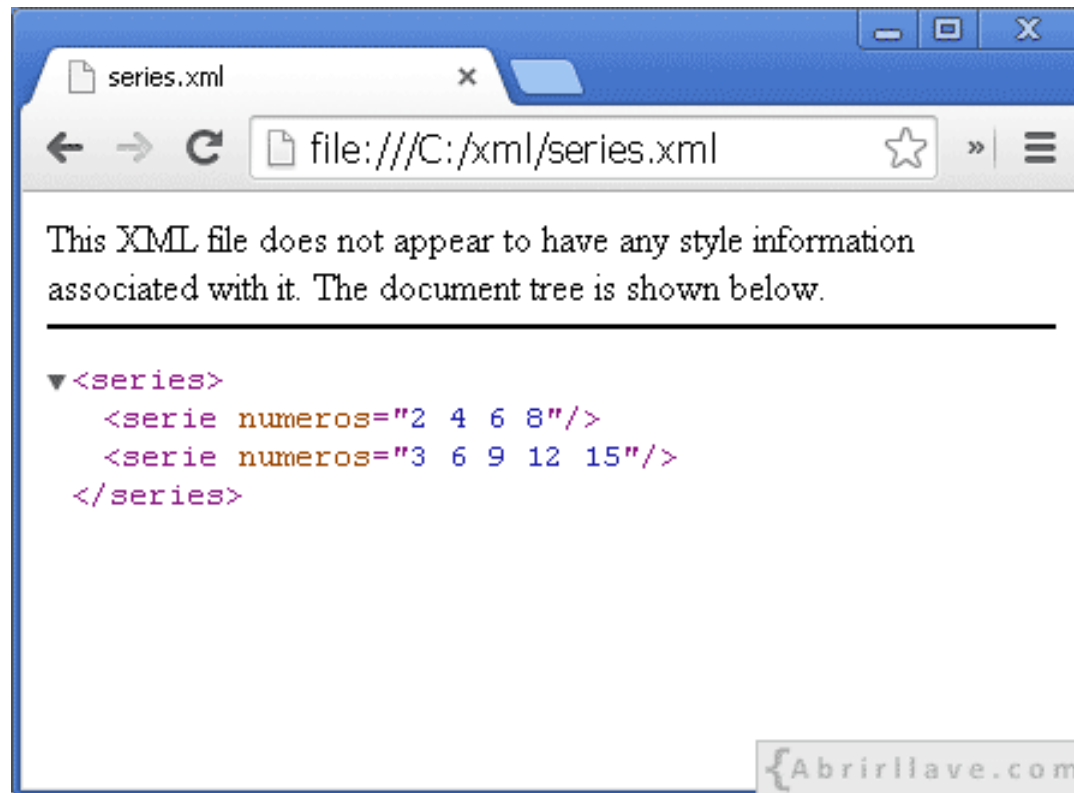 series.xml
file:///C:/xml/series.xml
This XML file does not appear to have any style information
associated with it. The document tree is shown below.
▼<series>
<serie numeros="2 4 6 8"/>
<serie numeros="3 6 9 12 15"/>
</series>
{Abrirllave.com